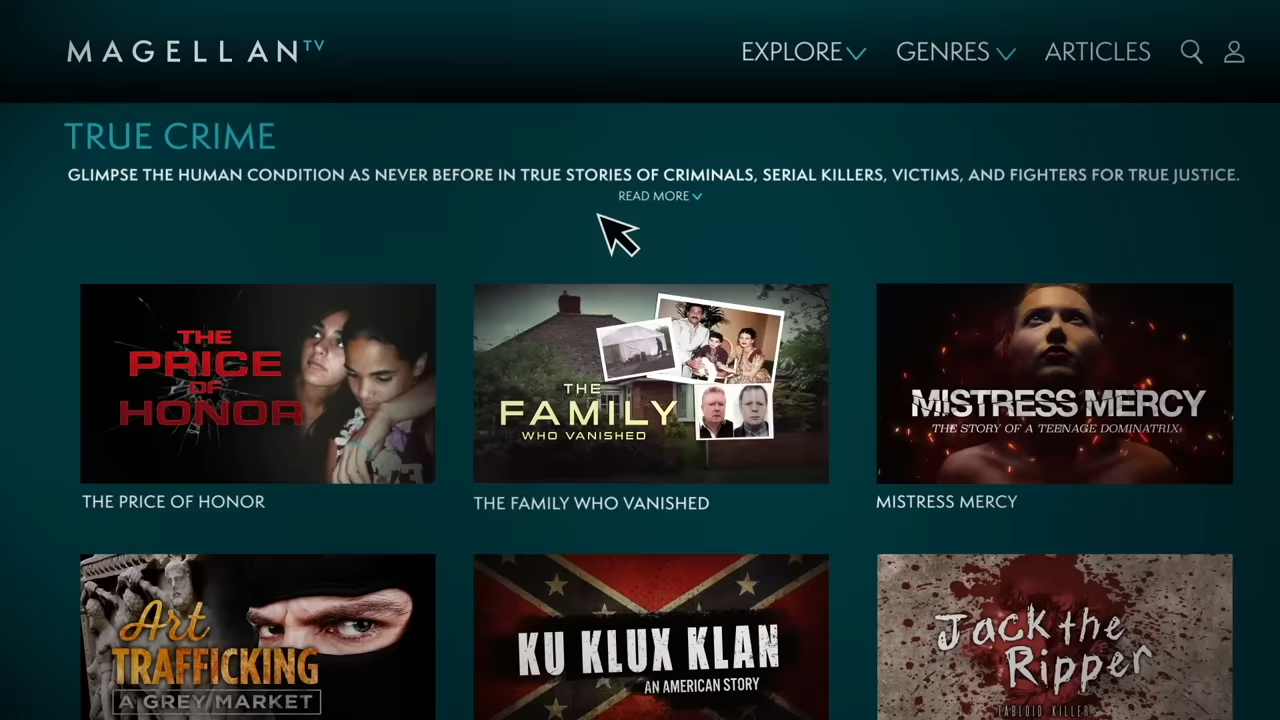 MAGELLANTV
EXPLORE GENRES ARTICLES
TRUE CRIME
GLIMPSE THE HUMAN CONDITION AS NEVER BEFORE IN TRUE STORIES OF CRIMINALS, SERIAL KILLERS, VICTIMS, AND FIGHTERS FOR TRUE JUSTICE.
READ MORE
THE
PRICE
OF
HONOR
THE
FAMILY
WHO VANISHED
MISTRESS MERCY
THE STORY OF A TEENAGE DOMINATRIX
THE PRICE OF HONOR
THE FAMILY WHO VANISHED
MISTRESS MERCY
Art
TRAFFICKING
A GREY MARKET
KU KLUX KLAN
AN AMERICAN STORY
Jack the
Ripper
TABLOID KILLER